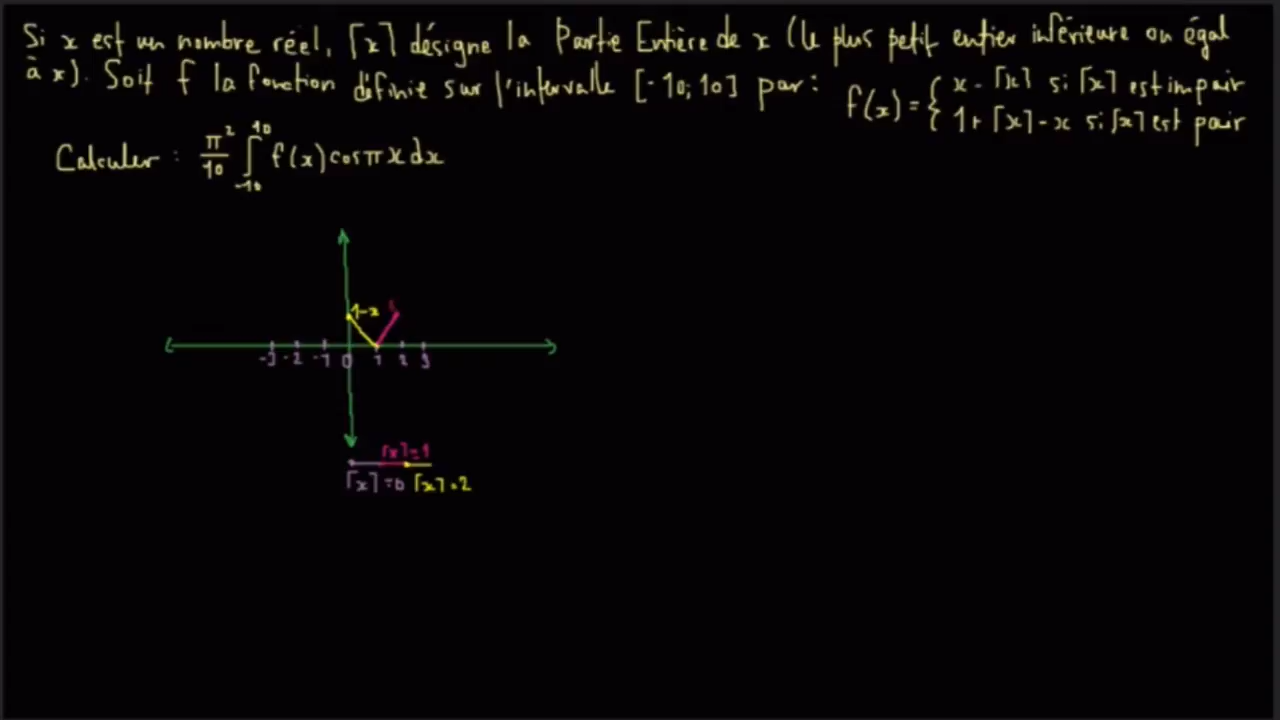 Si x est un nombre réel, ⌈x⌉ désigne la Partie Entière de x (le plus petit entier inférieure ou égal
à x). Soit f la fonction définie sur l'intervalle [-10; 10] par : f(x) = { x - ⌈x⌉ si ⌈x⌉ est impair
1 + ⌈x⌉ - x si ⌈x⌉ est pair
Calculer : π²/10 ∫₋₁₀¹⁰ f(x) cos πx dx
1-x
-3 -2 -1 0 1 2 3
⌈x⌉=1
⌈x⌉=0 ⌈x⌉=2